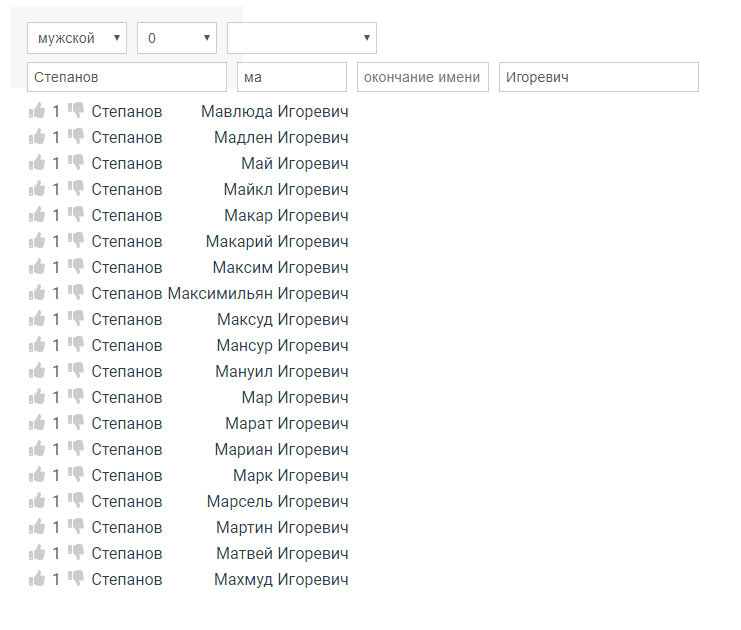 мужской 0
Степанов ма окончание имени Игоревич
1 Степанов Мавлюда Игоревич
1 Степанов Мадлен Игоревич
1 Степанов Май Игоревич
1 Степанов Майкл Игоревич
1 Степанов Макар Игоревич
1 Степанов Макарий Игоревич
1 Степанов Максим Игоревич
1 Степанов Максимильян Игоревич
1 Степанов Максуд Игоревич
1 Степанов Мансур Игоревич
1 Степанов Мануил Игоревич
1 Степанов Мар Игоревич
1 Степанов Марат Игоревич
1 Степанов Мариан Игоревич
1 Степанов Марк Игоревич
1 Степанов Марсель Игоревич
1 Степанов Мартин Игоревич
1 Степанов Матвей Игоревич
1 Степанов Махмуд Игоревич